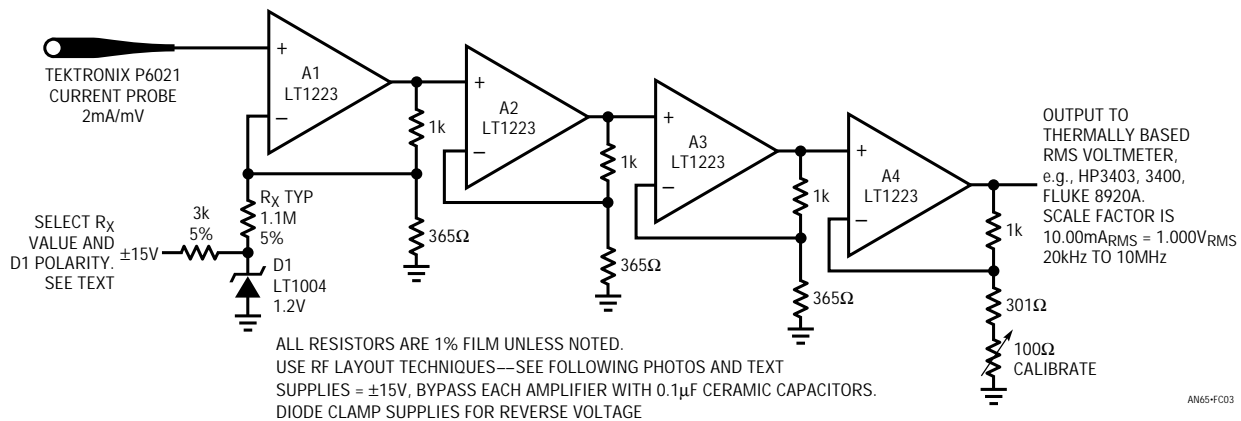 TEKTRONIX P6021
CURRENT PROBE
2mA/mV
+
−
A1
LT1223
1k
365Ω
+
−
A2
LT1223
1k
365Ω
+
−
A3
LT1223
1k
365Ω
+
−
A4
LT1223
1k
301Ω
100Ω
CALIBRATE
OUTPUT TO
THERMALLY BASED
RMS VOLTMETER,
e.g., HP3403, 3400,
FLUKE 8920A.
SCALE FACTOR IS
10.00mARMS = 1.000VRMS
20kHz TO 10MHz
SELECT RX
VALUE AND
D1 POLARITY.
SEE TEXT
±15V
3k
5%
RX TYP
1.1M
5%
D1
LT1004
1.2V
ALL RESISTORS ARE 1% FILM UNLESS NOTED.
USE RF LAYOUT TECHNIQUES––SEE FOLLOWING PHOTOS AND TEXT
SUPPLIES = ±15V, BYPASS EACH AMPLIFIER WITH 0.1µF CERAMIC CAPACITORS.
DIODE CLAMP SUPPLIES FOR REVERSE VOLTAGE
AN65•FC03